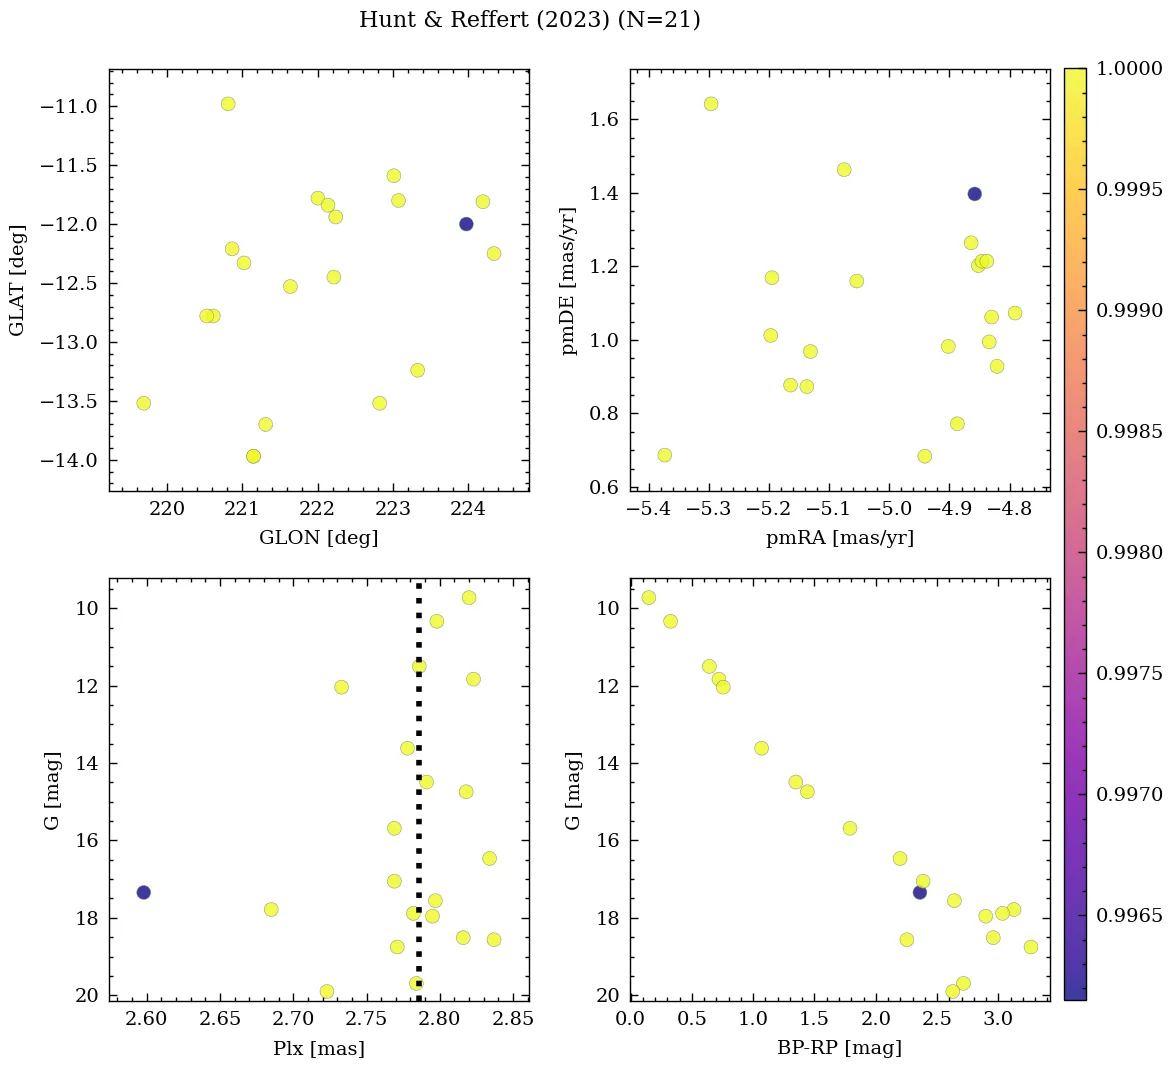 Hunt & Reffert (2023) (N=21)
−11.0
−11.5
−12.0
−12.5
−13.0
−13.5
−14.0
GLAT [deg]
220 221 222 223 224
GLON [deg]
1.6
1.4
1.2
1.0
0.8
0.6
pmDE [mas/yr]
−5.4 −5.3 −5.2 −5.1 −5.0 −4.9 −4.8
pmRA [mas/yr]
10
12
14
16
18
20
G [mag]
2.60 2.65 2.70 2.75 2.80 2.85
Plx [mas]
10
12
14
16
18
20
G [mag]
0.0 0.5 1.0 1.5 2.0 2.5 3.0
BP-RP [mag]
1.0000
0.9995
0.9990
0.9985
0.9980
0.9975
0.9970
0.9965